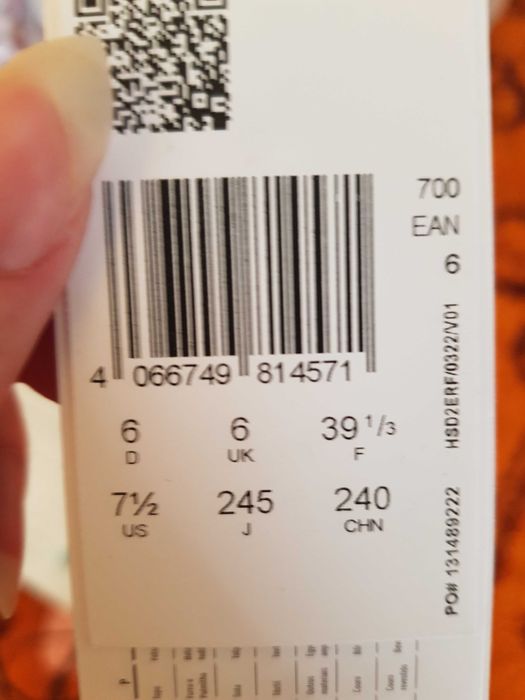 700
EAN
6
4 066749 814571
6 6 39 1/3
D UK F
7½ 245 240
US J CHN
HSD2ERF/0322/V01
PO# 131489222
P